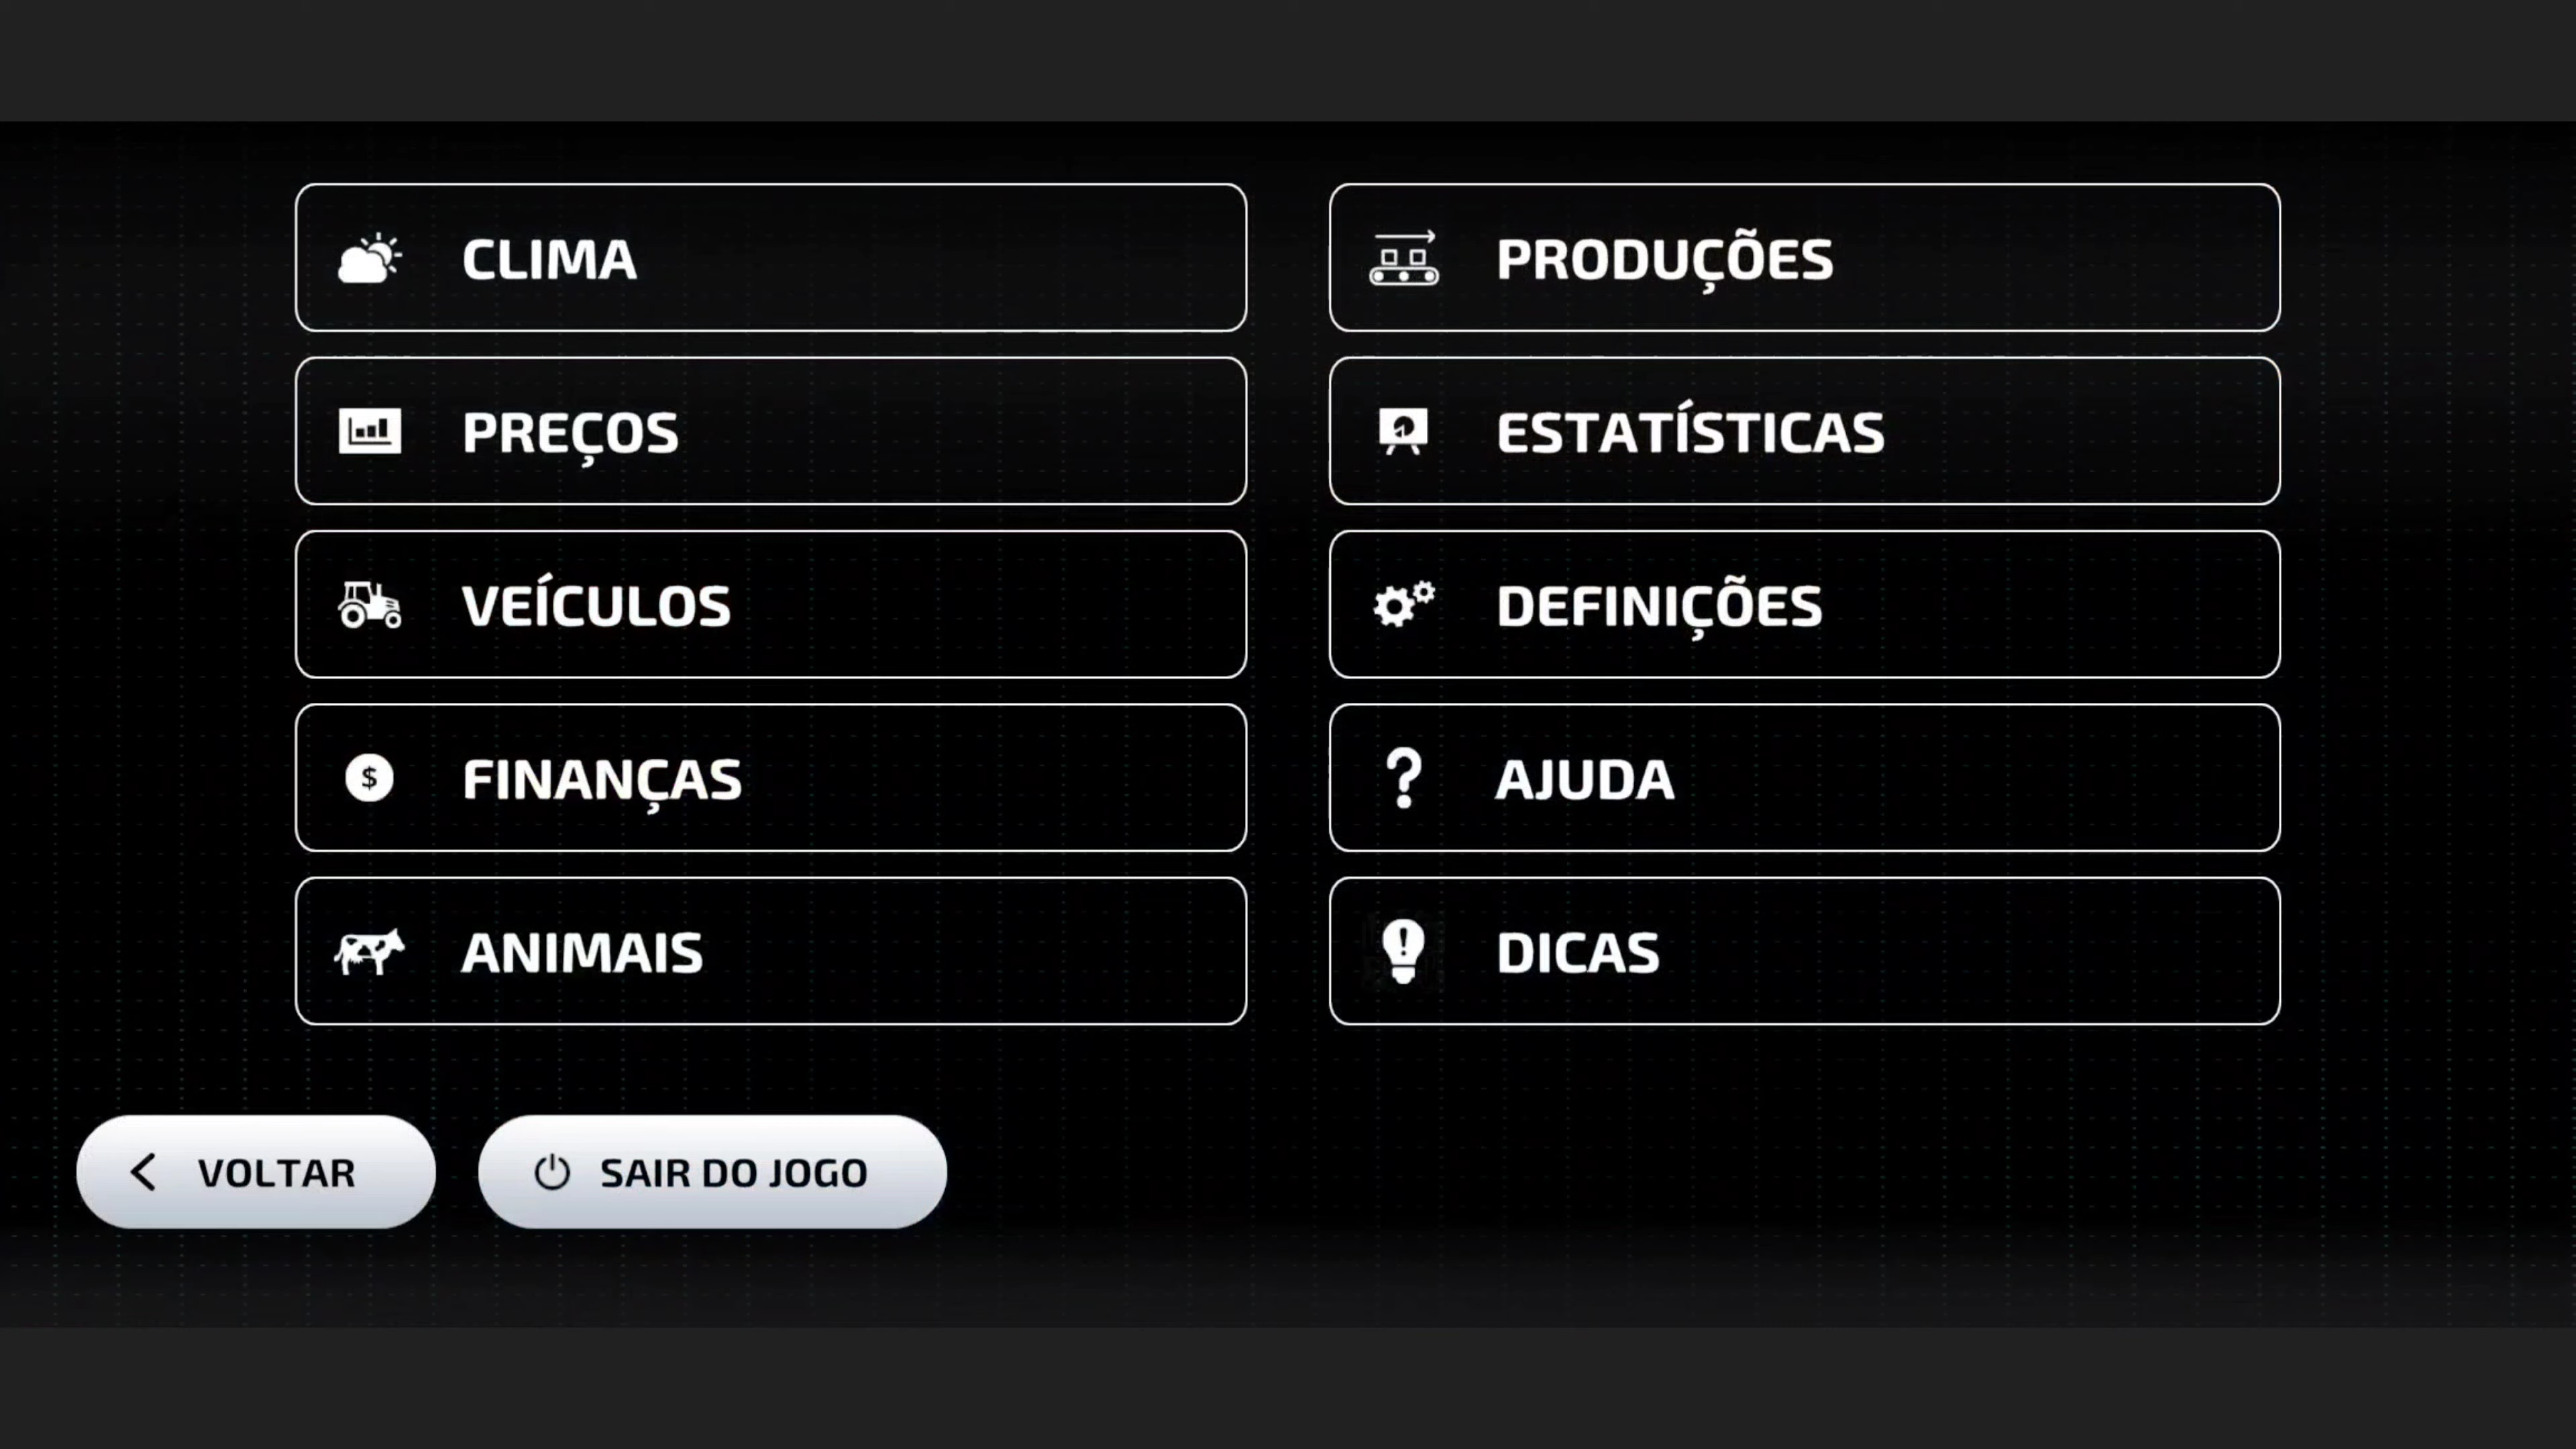 CLIMA
PREÇOS
VEÍCULOS
FINANÇAS
ANIMAIS
PRODUÇÕES
ESTATÍSTICAS
DEFINIÇÕES
AJUDA
DICAS
VOLTAR
SAIR DO JOGO